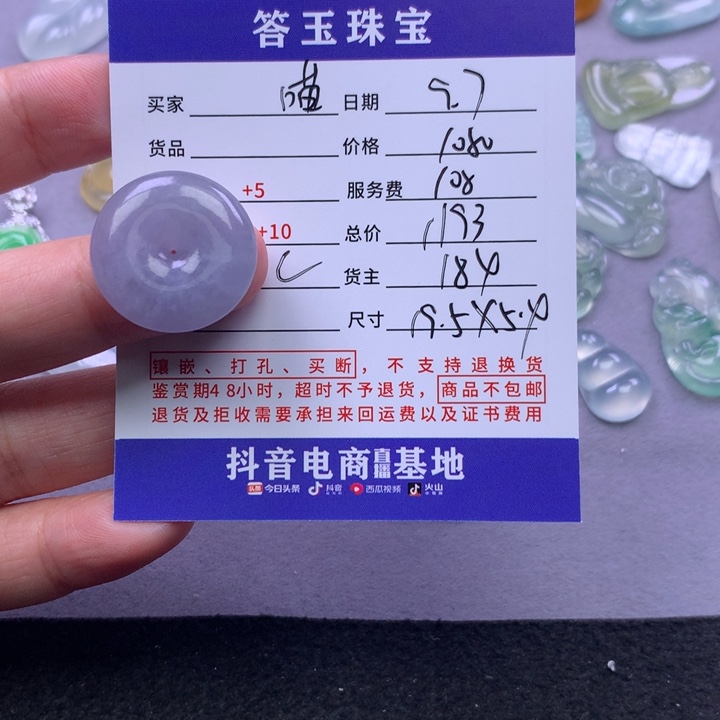 答玉珠宝
买家 喵 日期 9.7
货品 价格 1080
+5 服务费 108
+10 总价 1193
货主 184
尺寸 19.5X5.4
镶嵌、打孔、买断，不支持退换货
鉴赏期48小时，超时不予退货，商品不包邮
退货及拒收需要承担来回运费以及证书费用
抖音电商直播基地
头条 今日头条 抖音 西瓜视频 火山